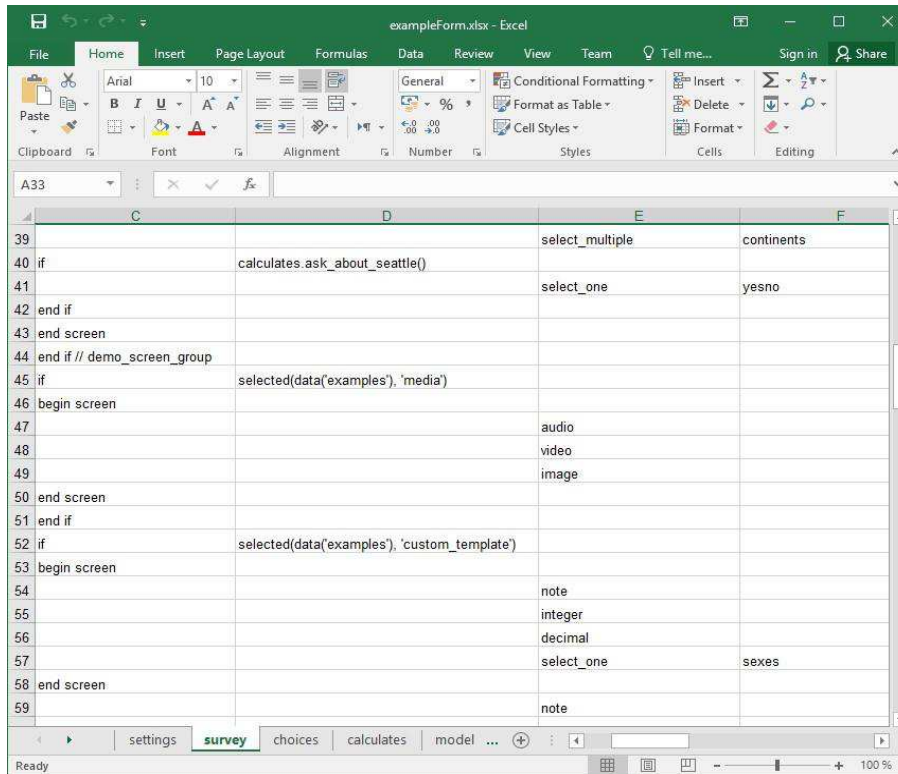 exampleForm.xlsx - Excel
File Home Insert Page Layout Formulas Data Review View Team Tell me... Sign in Share
Paste
Arial 10
B I U
A A
General
% ,
Conditional Formatting
Format as Table
Cell Styles
Insert
Delete
Format
Clipboard Font Alignment Number Styles Cells Editing
A33 fx
C D E F
39 select_multiple continents
40 if calculates.ask_about_seattle()
41 select_one yesno
42 end if
43 end screen
44 end if // demo_screen_group
45 if selected(data('examples'), 'media')
46 begin screen
47 audio
48 video
49 image
50 end screen
51 end if
52 if selected(data('examples'), 'custom_template')
53 begin screen
54 note
55 integer
56 decimal
57 select_one sexes
58 end screen
59 note
settings survey choices calculates model ...
Ready 100 %